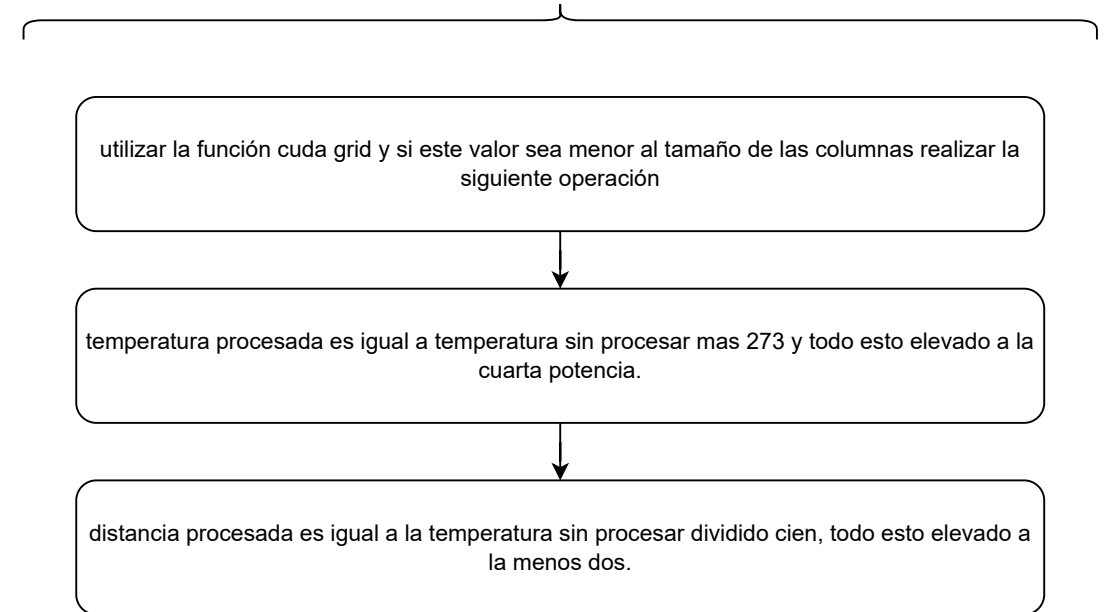 utilizar la función cuda grid y si este valor sea menor al tamaño de las columnas realizar la
siguiente operación
temperatura procesada es igual a temperatura sin procesar mas 273 y todo esto elevado a la
cuarta potencia.
distancia procesada es igual a la temperatura sin procesar dividido cien, todo esto elevado a
la menos dos.